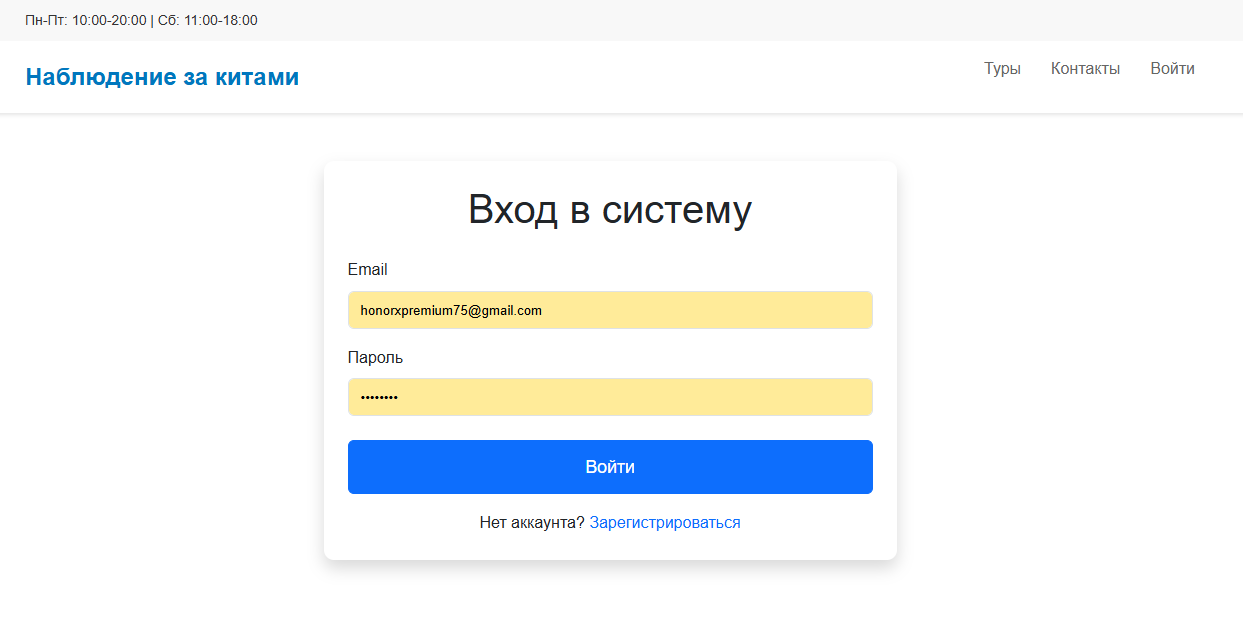 Пн-Пт: 10:00-20:00 | Сб: 11:00-18:00
Наблюдение за китами
Туры Контакты Войти
Вход в систему
Email
honorxpremium75@gmail.com
Пароль
••••••••
Войти
Нет аккаунта? Зарегистрироваться